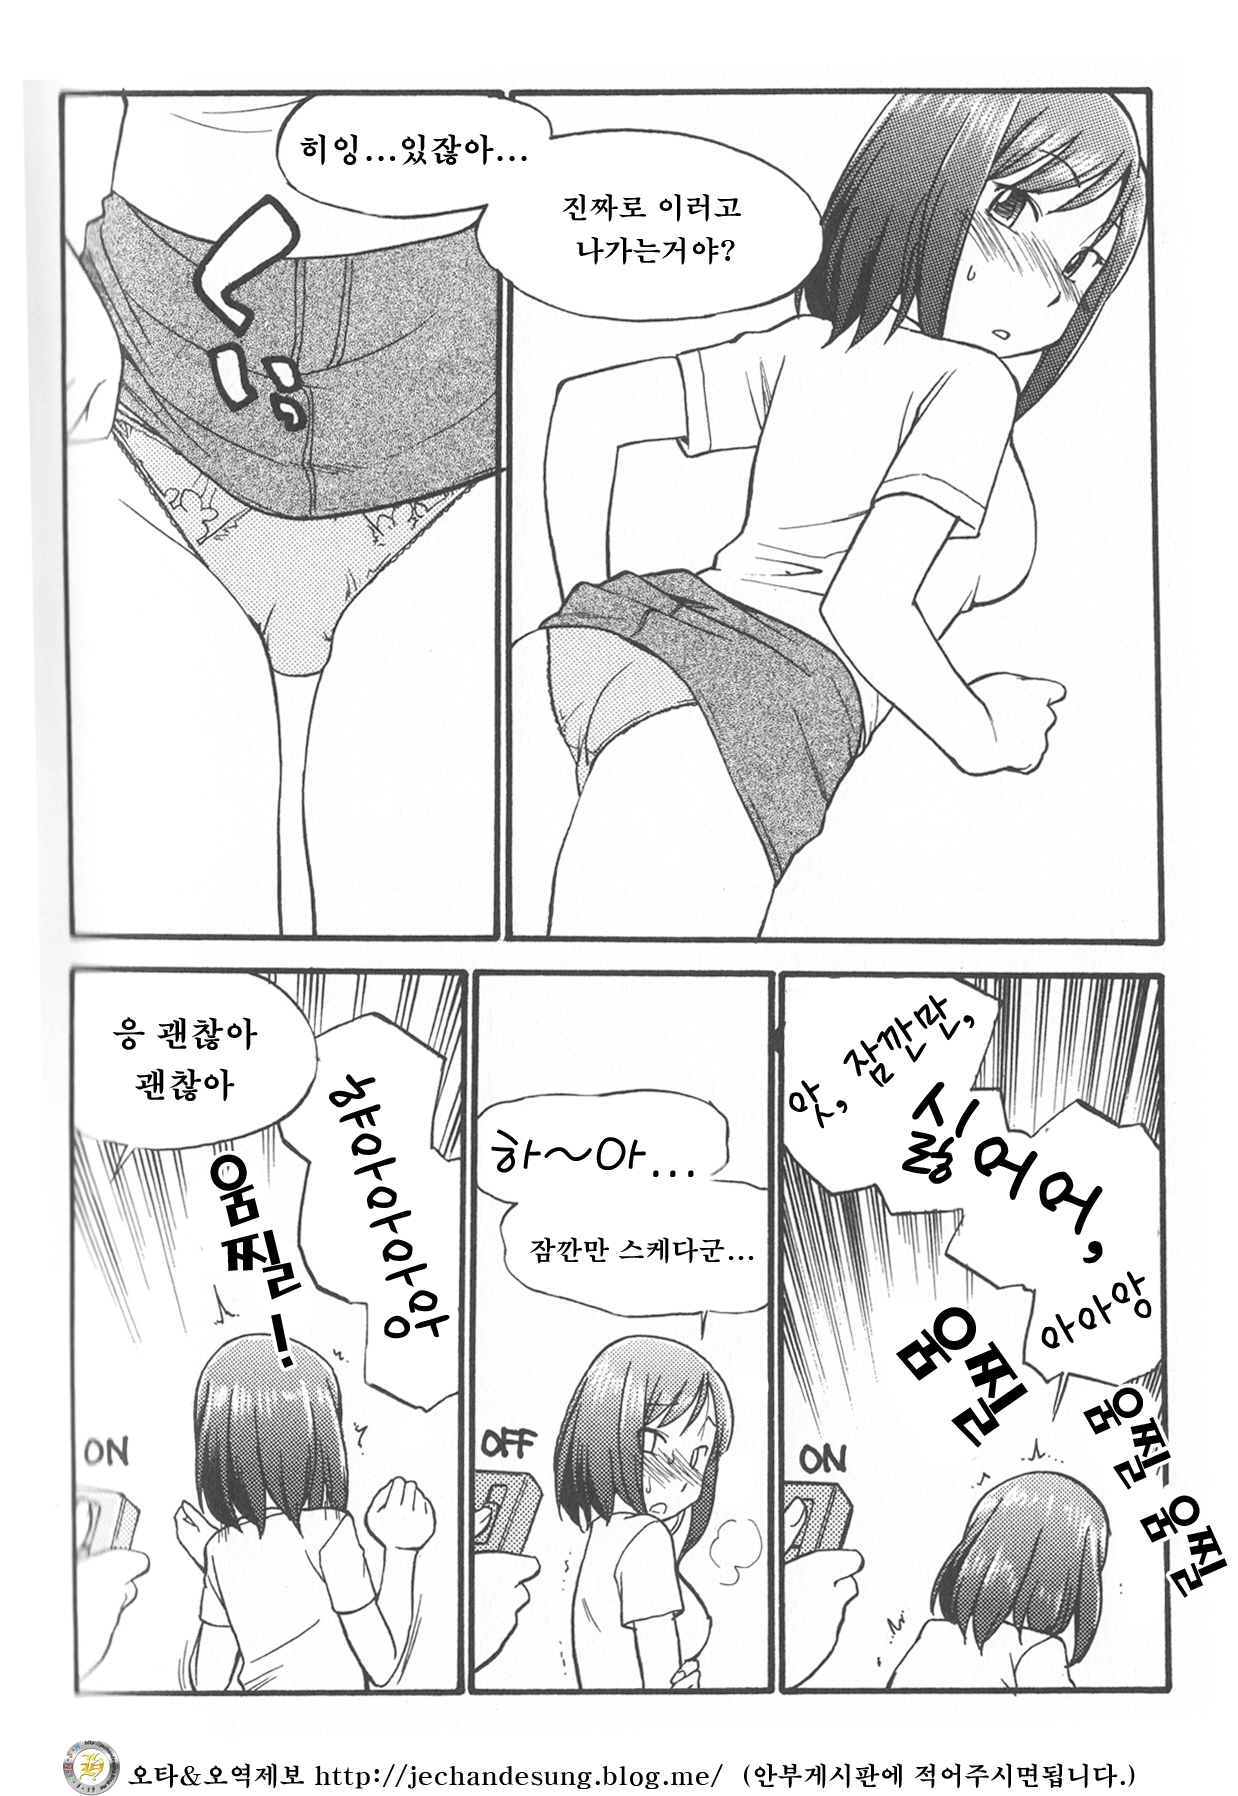 히잉...있잖아...
진짜로 이러고
나가는거야?
응 괜찮아
괜찮아
햐아아아아앙
움찔!
ON
하~아...
잠깐만 스케다군...
OFF
앗, 잠깐만,
싫어어,
아아앙
움찔
움찔 움찔
ON
오타&오역제보 http://jechandesung.blog.me/ (안부게시판에 적어주시면됩니다.)